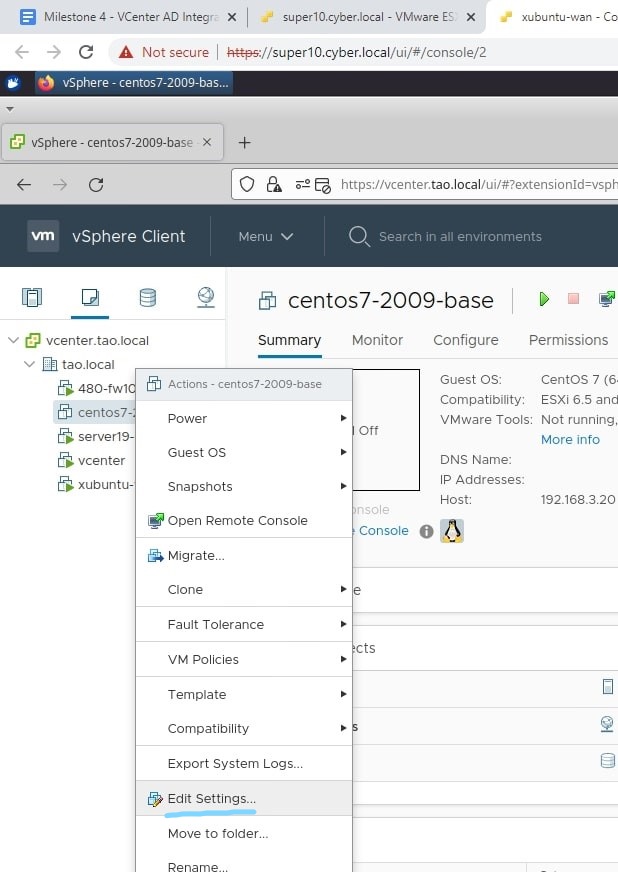 Milestone 4 - VCenter AD Integra
super10.cyber.local - VMware ES
xubuntu-wan - Co
Not secure
https://super10.cyber.local/ui/#/console/2
vSphere - centos7-2009-bas...
vSphere - centos7-2009-base
https://vcenter.tao.local/ui/#?extensionId=vsph
vm vSphere Client
Menu
Search in all environments
centos7-2009-base
Summary Monitor Configure Permissions
vcenter.tao.local
tao.local
480-fw10
centos7-2
server19-
vcenter
xubuntu-
Actions - centos7-2009-base
Power
Guest OS
Snapshots
Open Remote Console
Migrate...
Clone
Fault Tolerance
VM Policies
Template
Compatibility
Export System Logs...
Edit Settings...
Move to folder...
Rename...
Off
onsole
e Console
Guest OS: CentOS 7 (6
Compatibility: ESXi 6.5 and
VMware Tools: Not running,
More info
DNS Name:
IP Addresses:
Host: 192.168.3.20
e
ects
s